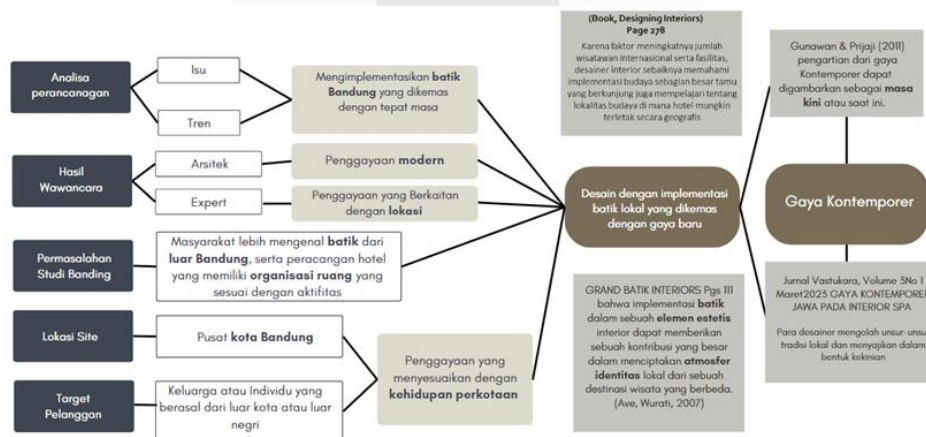 Analisa
perancanagan
Isu
Tren
Mengimplementasikan batik
Bandung yang dikemas
dengan tepat masa
Hasil
Wawancara
Arsitek
Penggayaan modern
Expert
Penggayaan yang Berkaitan
dengan lokasi
Permasalahan
Studi Banding
Masyarakat lebih mengenal batik dari
luar Bandung, serta peracangan hotel
yang memiliki organisasi ruang yang
sesuai dengan aktifitas
Lokasi Site
Pusat kota Bandung
Target
Pelanggan
Keluarga atau Individu yang
berasal dari luar kota atau luar
negri
Penggayaan yang
menyesuaikan dengan
kehidupan perkotaan
(Book, Designing Interiors)
Page 278
Karena faktor meningkatnya jumlah
wisatawan internasional serta fasilitas,
desainer interior sebaiknya memahami
implementasi budaya sebagian besar tamu
yang berkunjung juga mempelajari tentang
lokalitas budaya di mana hotel mungkin
terletak secara geografis
Desain dengan implementasi
batik lokal yang dikemas
dengan gaya baru
GRAND BATIK INTERIORS Pgs 111
bahwa implementasi batik
dalam sebuah elemen estetis
interior dapat memberikan
sebuah kontribusi yang besar
dalam menciptakan atmosfer
identitas lokal dari sebuah
destinasi wisata yang berbeda.
(Ave, Wurati, 2007)
Gunawan & Prijaji (2011)
pengartian dari gaya
Kontemporer dapat
digambarkan sebagai masa
kini atau saat ini.
Gaya Kontemporer
Jurnal Vastukara, Volume 3No 1
Maret2023 GAYA KONTEMPORER
JAWA PADA INTERIOR SPA
Para desainer mengolah unsur-unsur
tradisi lokal dan menyajikan dalam
bentuk kekinian